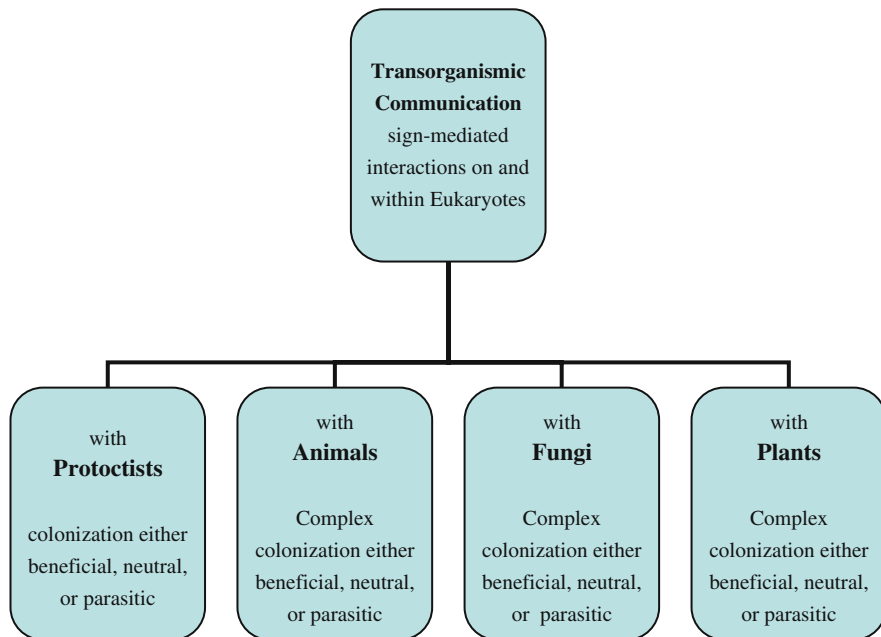 Transorganismic
Communication
sign-mediated
interactions on and
within Eukaryotes
with
Protoctists
colonization either
beneficial, neutral,
or parasitic
with
Animals
Complex
colonization either
beneficial, neutral,
or parasitic
with
Fungi
Complex
colonization either
beneficial, neutral,
or parasitic
with
Plants
Complex
colonization either
beneficial, neutral,
or parasitic